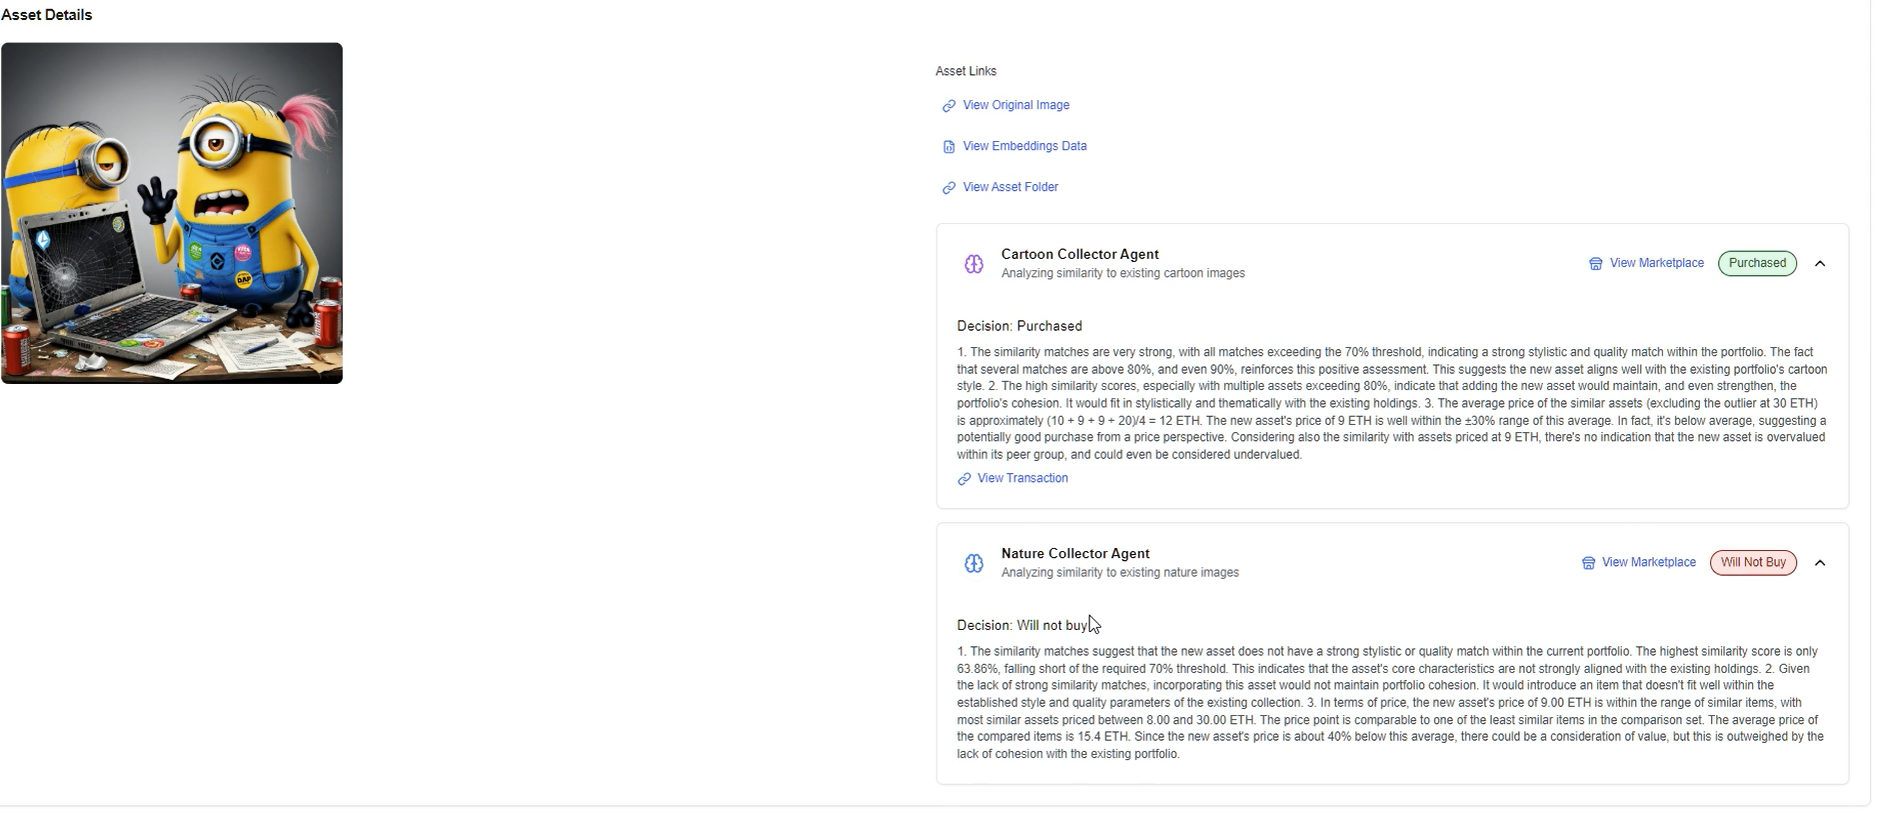 Asset Details
Asset Links
View Original Image
View Embeddings Data
View Asset Folder
Cartoon Collector Agent
Analyzing similarity to existing cartoon images
View Marketplace
Purchased
Decision: Purchased
1. The similarity matches are very strong, with all matches exceeding the 70% threshold, indicating a strong stylistic and quality match within the portfolio. The fact
that several matches are above 80%, and even 90%, reinforces this positive assessment. This suggests the new asset aligns well with the existing portfolio's cartoon
style. 2. The high similarity scores, especially with multiple assets exceeding 80%, indicate that adding the new asset would maintain, and even strengthen, the
portfolio's cohesion. It would fit in stylistically and thematically with the existing holdings. 3. The average price of the similar assets (excluding the outlier at 30 ETH)
is approximately (10 + 9 + 9 + 20)/4 = 12 ETH. The new asset's price of 9 ETH is well within the ±30% range of this average. In fact, it's below average, suggesting a
potentially good purchase from a price perspective. Considering also the similarity with assets priced at 9 ETH, there's no indication that the new asset is overvalued
within its peer group, and could even be considered undervalued.
View Transaction
Nature Collector Agent
Analyzing similarity to existing nature images
View Marketplace
Will Not Buy
Decision: Will not buy
1. The similarity matches suggest that the new asset does not have a strong stylistic or quality match within the current portfolio. The highest similarity score is only
63.86%, falling short of the required 70% threshold. This indicates that the asset's core characteristics are not strongly aligned with the existing holdings. 2. Given
the lack of strong similarity matches, incorporating this asset would not maintain portfolio cohesion. It would introduce an item that doesn't fit well within the
established style and quality parameters of the existing collection. 3. In terms of price, the new asset's price of 9.00 ETH is within the range of similar items, with
most similar assets priced between 8.00 and 30.00 ETH. The price point is comparable to one of the least similar items in the comparison set. The average price of
the compared items is 15.4 ETH. Since the new asset's price is about 40% below this average, there could be a consideration of value, but this is outweighed by the
lack of cohesion with the existing portfolio.